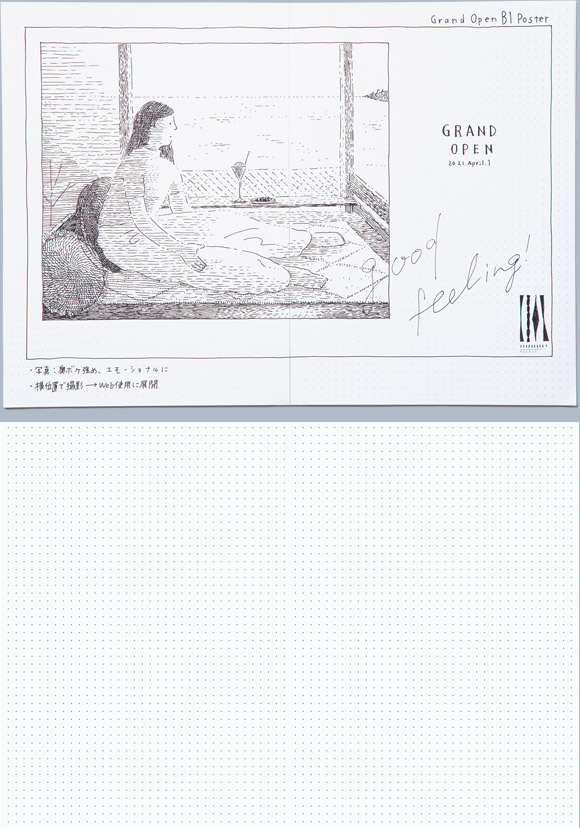 Grand Open B1 Poster
GRAND
OPEN
2021.April.1
good
feeling!
・写真：奥ボケ強め、エモーショナルに
・横位置で撮影→Web使用に展開